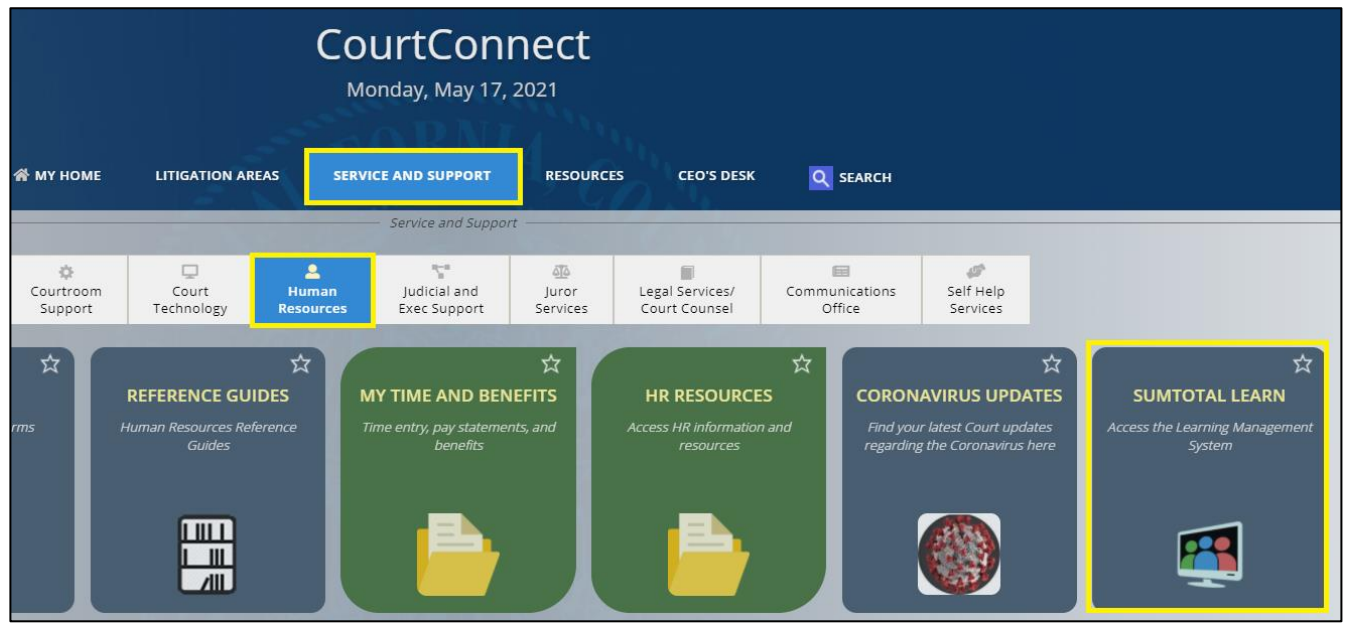 CourtConnect
Monday, May 17, 2021
MY HOME
LITIGATION AREAS
SERVICE AND SUPPORT
RESOURCES
CEO'S DESK
SEARCH
Service and Support
Courtroom
Support
Court
Technology
Human
Resources
Judicial and
Exec Support
Juror
Services
Legal Services/
Court Counsel
Communications
Office
Self Help
Services
rms
REFERENCE GUIDES
Human Resources Reference
Guides
MY TIME AND BENEFITS
Time entry, pay statements, and
benefits
HR RESOURCES
Access HR information and
resources
CORONAVIRUS UPDATES
Find your latest Court updates
regarding the Coronavirus here
SUMTOTAL LEARN
Access the Learning Management
System